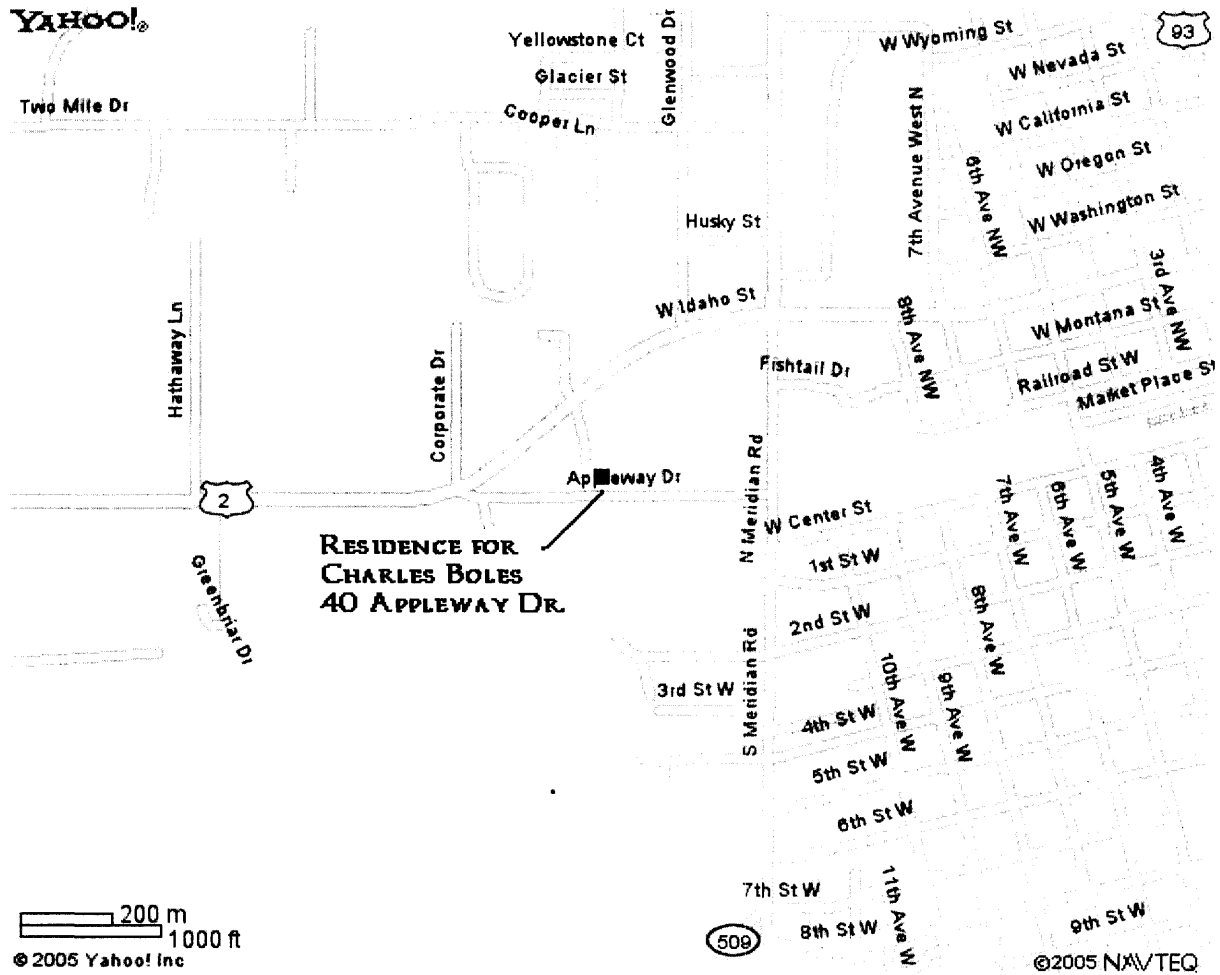 YAHOO!®
Yellowstone Ct
Glenwood Dr
W Wyoming St
93
W Nevada St
Glacier St
Two Mile Dr
Cooper Ln
7th Avenue West N
W California St
W Oregon St
6th Ave NW
W Washington St
Husky St
3rd Ave NW
Hathaway Ln
W Idaho St
8th Ave NW
W Montana St
Corporate Dr
Fishtail Dr
Railroad St W
Market Place St
Ap eway Dr
N Meridian Rd
7th Ave W
6th Ave W
5th Ave W
4th Ave W
2
W Center St
RESIDENCE FOR
CHARLES BOLES
40 APPLEWAY DR.
1st St W
Greenbriar Dr
2nd St W
8th Ave W
S Meridian Rd
3rd St W
10th Ave W
9th Ave W
4th St W
5th St W
6th St W
7th St W
11th Ave W
200 m
1000 ft
509
8th St W
9th St W
© 2005 Yahoo! Inc
©2005 NAVTEQ